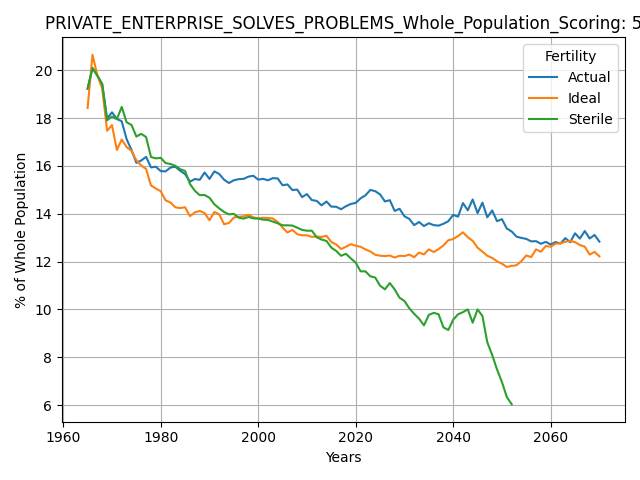 PRIVATE_ENTERPRISE_SOLVES_PROBLEMS_Whole_Population_Scoring: 5
Fertility
Actual
Ideal
Sterile
% of Whole Population
20
18
16
14
12
10
8
6
1960 1980 2000 2020 2040 2060
Years